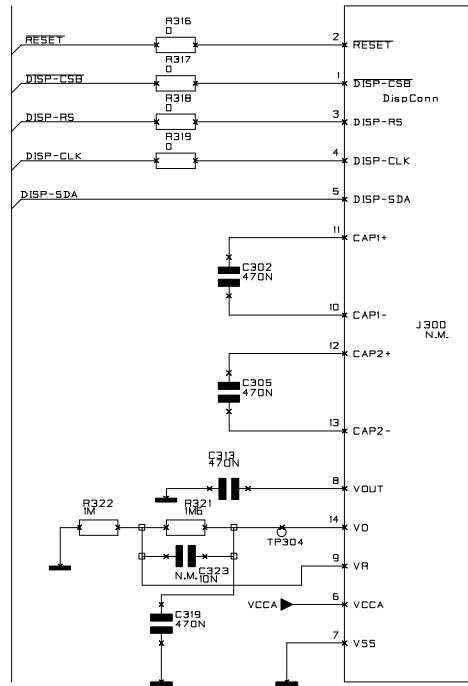 R316
0
RESET 2 RESET
R317
0
DISP-CSB 1 DISP-CSB
DispConn
R318
0
DISP-RS 3 DISP-RS
R319
0
DISP-CLK 4 DISP-CLK
DISP-SDA 5 DISP-SDA
11 CAP1+
C302
470N
10 CAP1-
J300
N.M.
12 CAP2+
C305
470N
13 CAP2-
C313
470N
8 VOUT
R322
1M
R321
1M6
14 VO
TP304
9 VR
N.M. C323
10N
VCCA 6 VCCA
C319
470N
7 VSS